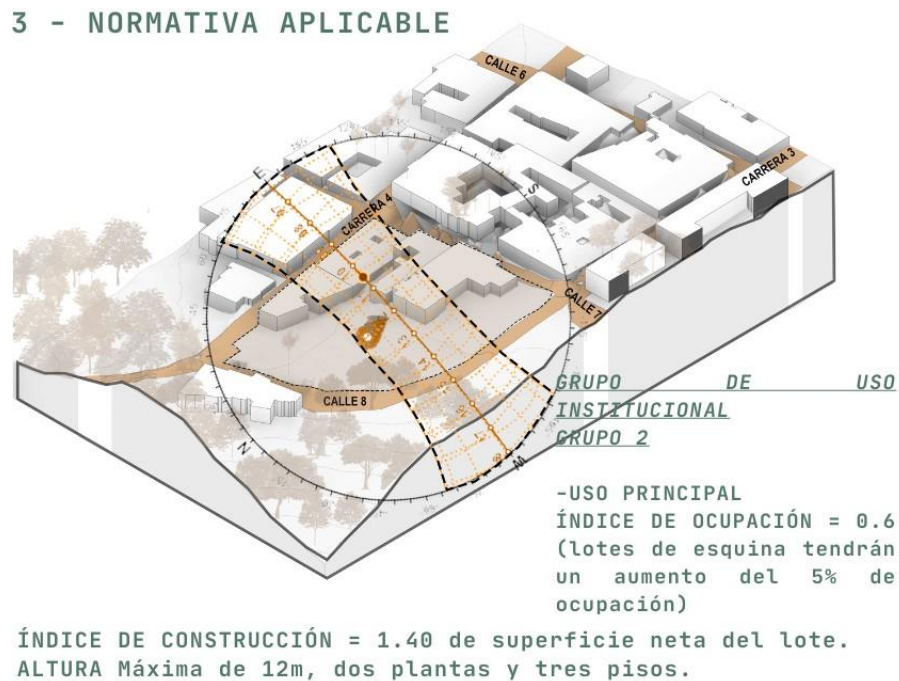 3 - NORMATIVA APLICABLE
CALLE 6
CARRERA 3
E
S
CARRERA 4
CALLE 7
CALLE 8
N
W
GRUPO DE USO
INSTITUCIONAL
GRUPO 2
-USO PRINCIPAL
ÍNDICE DE OCUPACIÓN = 0.6
(lotes de esquina tendrán
un aumento del 5% de
ocupación)
ÍNDICE DE CONSTRUCCIÓN = 1.40 de superficie neta del lote.
ALTURA Máxima de 12m, dos plantas y tres pisos.